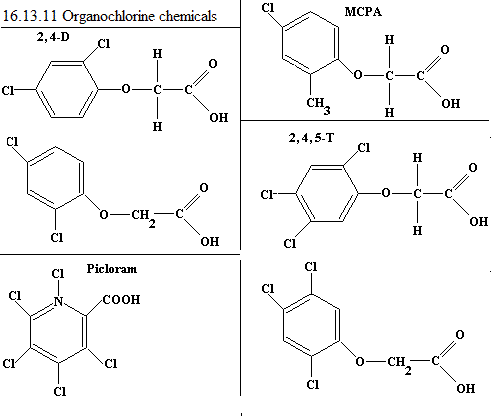 16.13.11 Organochlorine chemicals
2,4-D
Cl H O
Cl O C C
H OH
Cl
O
O CH2 C
Cl OH
Picloram
Cl
Cl N COOH
Cl Cl
Cl
MCPA
Cl
H O
O C C
CH3 H OH
2,4,5-T
Cl H O
Cl O C C
Cl H OH
Cl Cl
O
Cl O CH2 C
OH